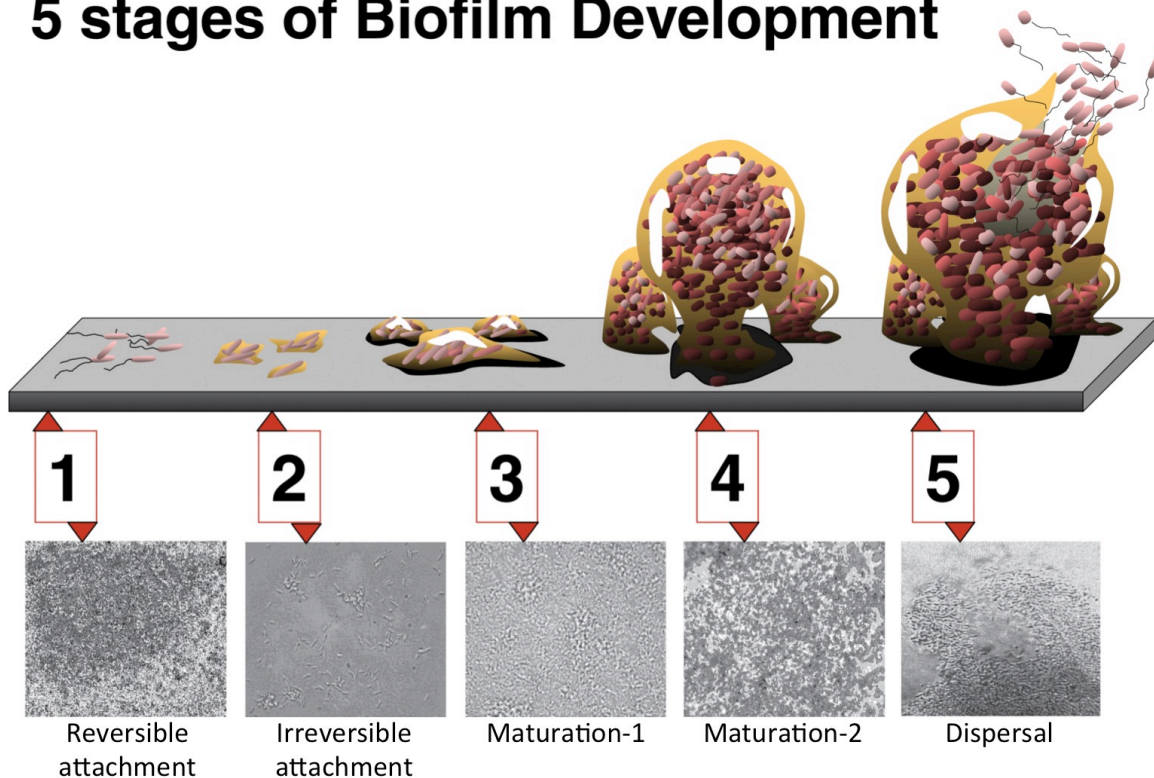 5 stages of Biofilm Development
1
2
3
4
5
Reversible
attachment
Irreversible
attachment
Maturation-1
Maturation-2
Dispersal